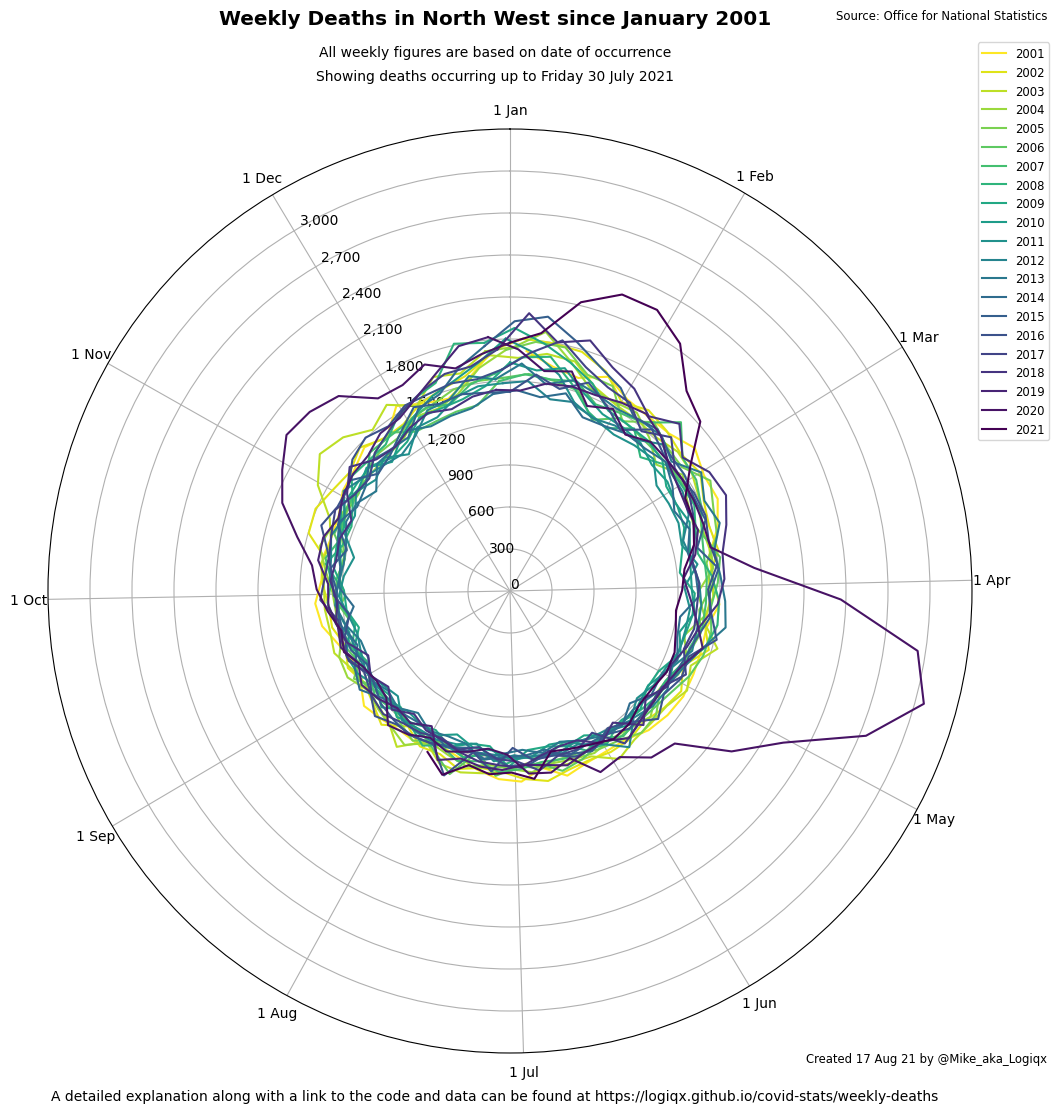 Weekly Deaths in North West since January 2001
Source: Office for National Statistics
All weekly figures are based on date of occurrence
Showing deaths occurring up to Friday 30 July 2021
2001
2002
2003
2004
2005
2006
2007
2008
2009
2010
2011
2012
2013
2014
2015
2016
2017
2018
2019
2020
2021
1 Jan
1 Feb
1 Mar
1 Apr
1 May
1 Jun
1 Jul
1 Aug
1 Sep
1 Oct
1 Nov
1 Dec
3,000
2,700
2,400
2,100
1,800
1,200
900
600
300
0
Created 17 Aug 21 by @Mike_aka_Logiqx
A detailed explanation along with a link to the code and data can be found at https://logiqx.github.io/covid-stats/weekly-deaths